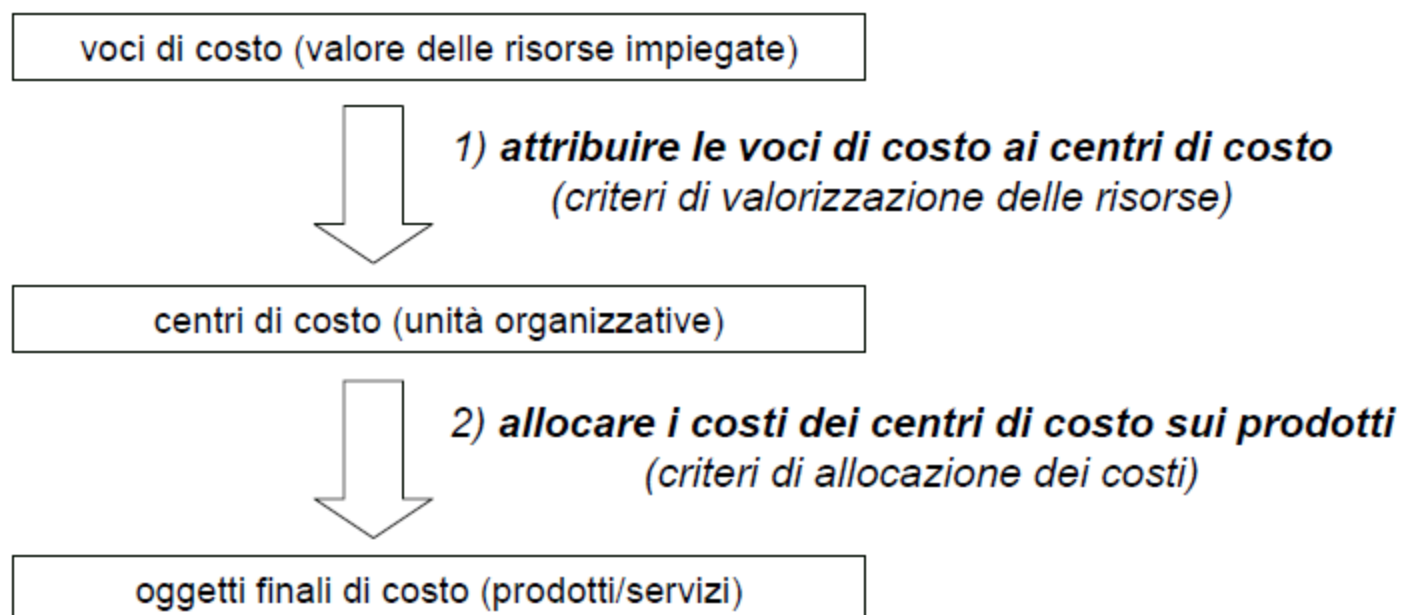 voci di costo (valore delle risorse impiegate)
1) attribuire le voci di costo ai centri di costo
(criteri di valorizzazione delle risorse)
centri di costo (unità organizzative)
2) allocare i costi dei centri di costo sui prodotti
(criteri di allocazione dei costi)
oggetti finali di costo (prodotti/servizi)